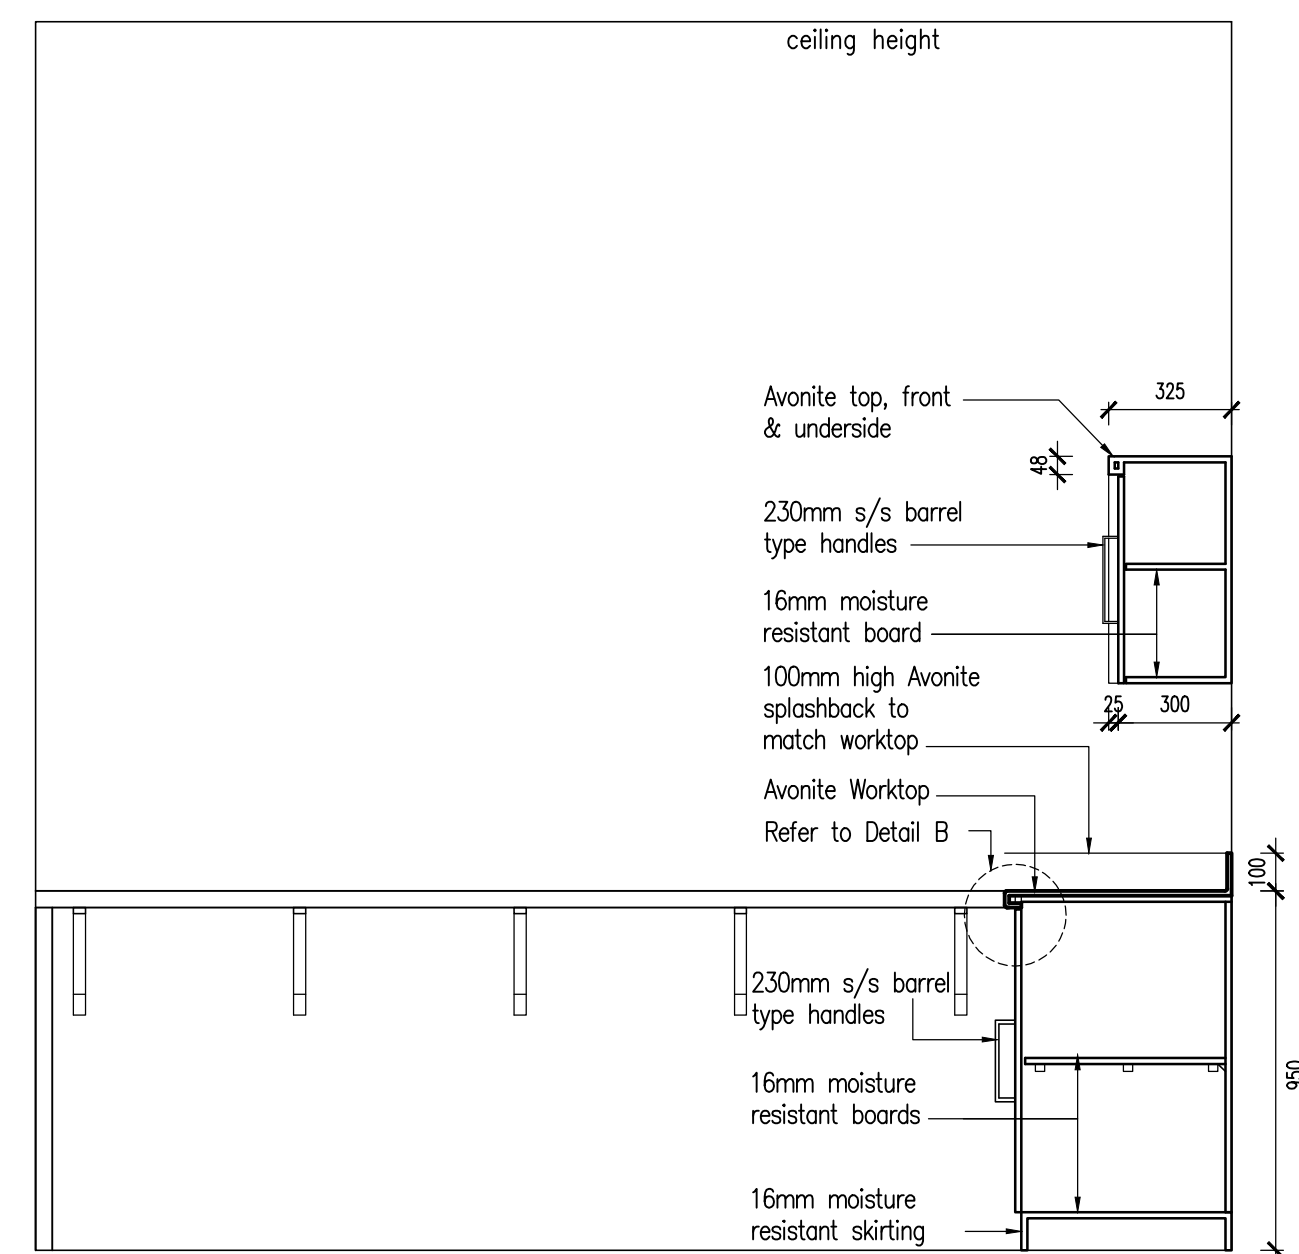 ceiling height
Avonite top, front
& underside
325
48
230mm s/s barrel
type handles
16mm moisture
resistant board
100mm high Avonite
splashback to
match worktop
25
300
Avonite Worktop
Refer to Detail B
100
230mm s/s barrel
type handles
950
16mm moisture
resistant boards
16mm moisture
resistant skirting